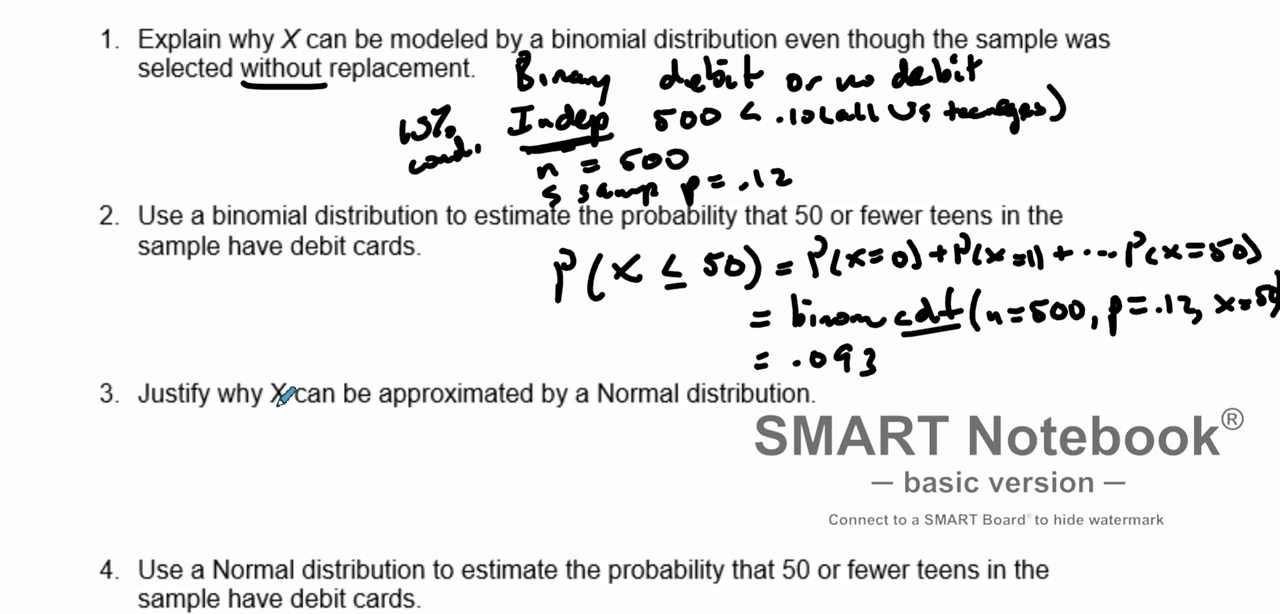 1. Explain why X can be modeled by a binomial distribution even though the sample was
selected without replacement.
Binary debit or no debit
10% cond.
Indep 500 < .10(all US teenagers)
n = 500
S samp p = .12
2. Use a binomial distribution to estimate the probability that 50 or fewer teens in the
sample have debit cards.
P(x ≤ 50) = P(x=0) + P(x=1) + ... P(x=50)
= binom cdf (n=500, p=.12, x=50
= .093
3. Justify why X can be approximated by a Normal distribution.
SMART Notebook®
— basic version —
Connect to a SMART Board® to hide watermark
4. Use a Normal distribution to estimate the probability that 50 or fewer teens in the
sample have debit cards.